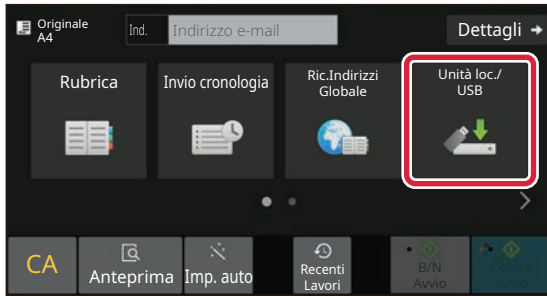 Originale
A4
Ind.
Indirizzo e-mail
Dettagli
Rubrica
Invio cronologia
Ric.Indirizzi
Globale
Unità loc./
USB
CA
Anteprima
Imp. auto
Recenti
Lavori
B/N
Avvio
Colore
Avvio